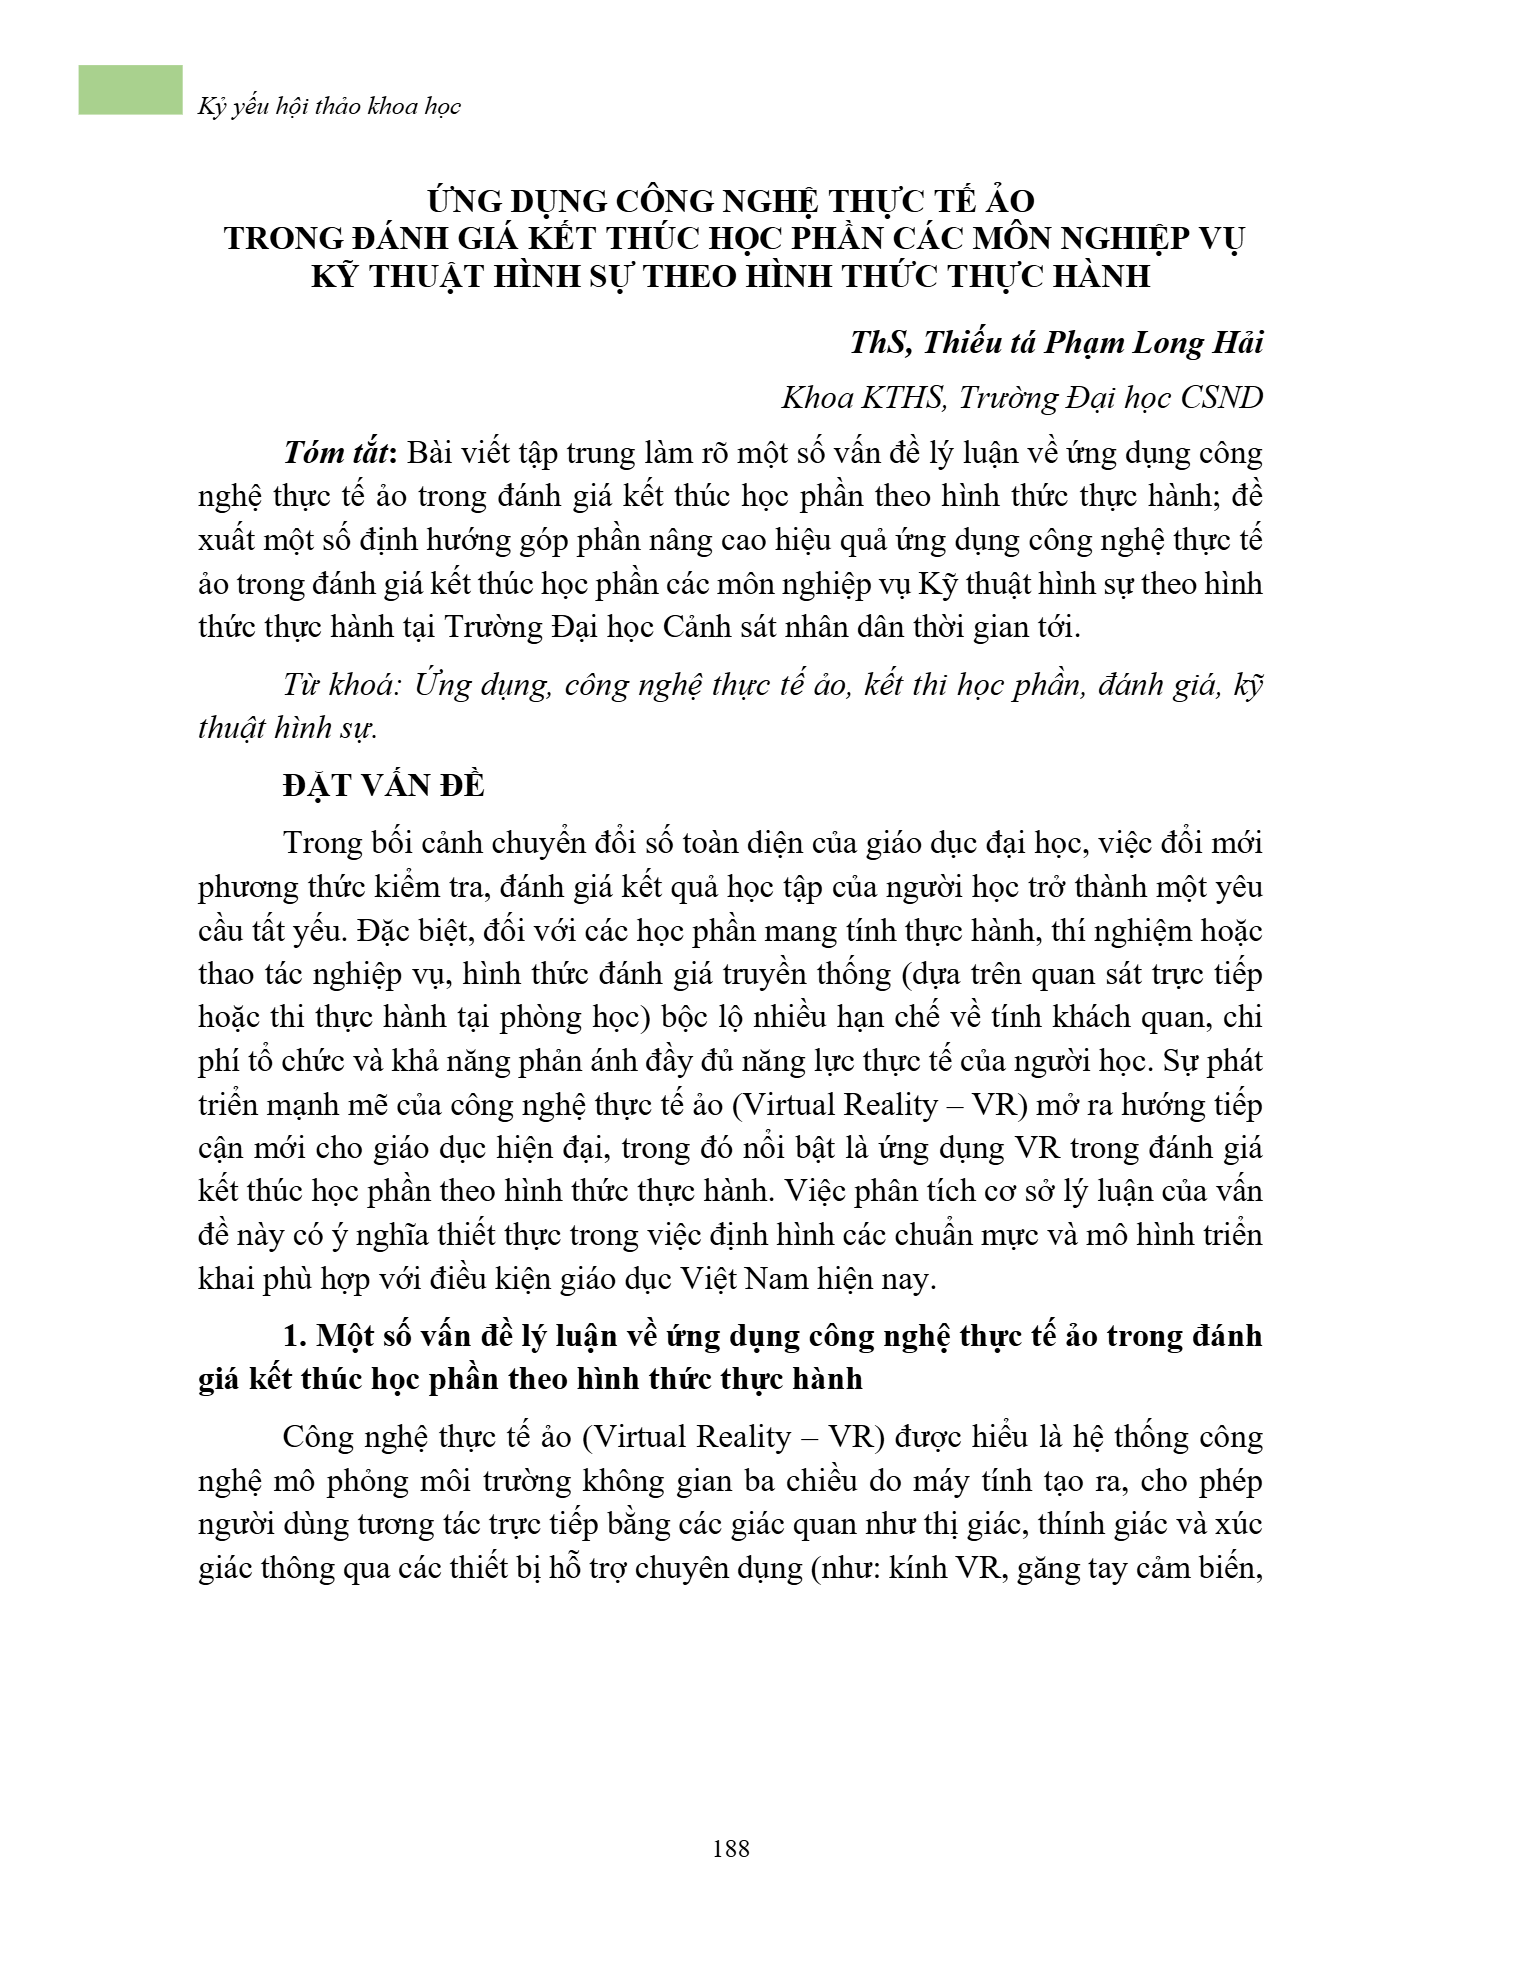 Kỷ yếu hội thảo khoa học
ỨNG DỤNG CÔNG NGHỆ THỰC TẾ ẢO
TRONG ĐÁNH GIÁ KẾT THÚC HỌC PHẦN CÁC MÔN NGHIỆP VỤ
KỸ THUẬT HÌNH SỰ THEO HÌNH THỨC THỰC HÀNH
ThS, Thiếu tá Phạm Long Hải
Khoa KTHS, Trường Đại học CSND
Tóm tắt: Bài viết tập trung làm rõ một số vấn đề lý luận về ứng dụng công
nghệ thực tế ảo trong đánh giá kết thúc học phần theo hình thức thực hành; đề
xuất một số định hướng góp phần nâng cao hiệu quả ứng dụng công nghệ thực tế
ảo trong đánh giá kết thúc học phần các môn nghiệp vụ Kỹ thuật hình sự theo hình
thức thực hành tại Trường Đại học Cảnh sát nhân dân thời gian tới.
Từ khoá: Ứng dụng, công nghệ thực tế ảo, kết thi học phần, đánh giá, kỹ
thuật hình sự.
ĐẶT VẤN ĐỀ
Trong bối cảnh chuyển đổi số toàn diện của giáo dục đại học, việc đổi mới
phương thức kiểm tra, đánh giá kết quả học tập của người học trở thành một yêu
cầu tất yếu. Đặc biệt, đối với các học phần mang tính thực hành, thí nghiệm hoặc
thao tác nghiệp vụ, hình thức đánh giá truyền thống (dựa trên quan sát trực tiếp
hoặc thi thực hành tại phòng học) bộc lộ nhiều hạn chế về tính khách quan, chi
phí tổ chức và khả năng phản ánh đầy đủ năng lực thực tế của người học. Sự phát
triển mạnh mẽ của công nghệ thực tế ảo (Virtual Reality – VR) mở ra hướng tiếp
cận mới cho giáo dục hiện đại, trong đó nổi bật là ứng dụng VR trong đánh giá
kết thúc học phần theo hình thức thực hành. Việc phân tích cơ sở lý luận của vấn
đề này có ý nghĩa thiết thực trong việc định hình các chuẩn mực và mô hình triển
khai phù hợp với điều kiện giáo dục Việt Nam hiện nay.
1. Một số vấn đề lý luận về ứng dụng công nghệ thực tế ảo trong đánh
giá kết thúc học phần theo hình thức thực hành
Công nghệ thực tế ảo (Virtual Reality – VR) được hiểu là hệ thống công
nghệ mô phỏng môi trường không gian ba chiều do máy tính tạo ra, cho phép
người dùng tương tác trực tiếp bằng các giác quan như thị giác, thính giác và xúc
giác thông qua các thiết bị hỗ trợ chuyên dụng (như: kính VR, găng tay cảm biến,
188